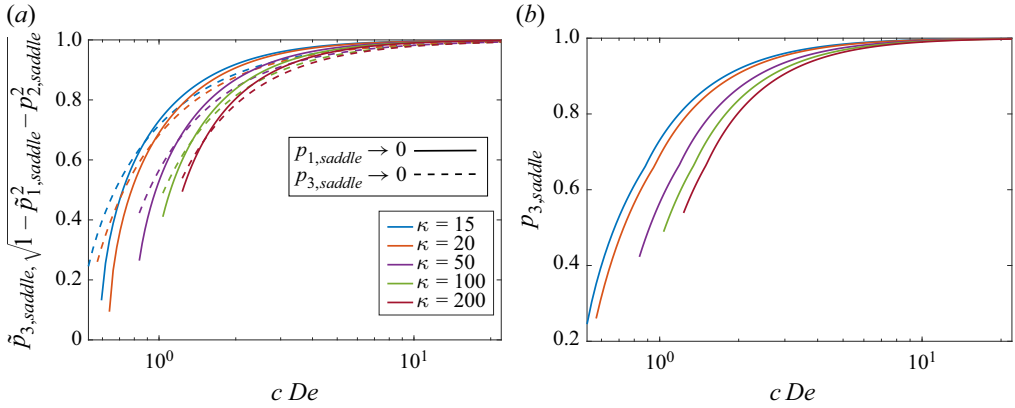 (a)
p̃3,saddle, √1 − p̃²1,saddle − p²2,saddle
1.0
0.8
0.6
0.4
0.2
0
p1,saddle → 0
p3,saddle → 0
κ = 15
κ = 20
κ = 50
κ = 100
κ = 200
10⁰
10¹
c De
(b)
p3,saddle
1.0
0.8
0.6
0.4
0.2
10⁰
10¹
c De